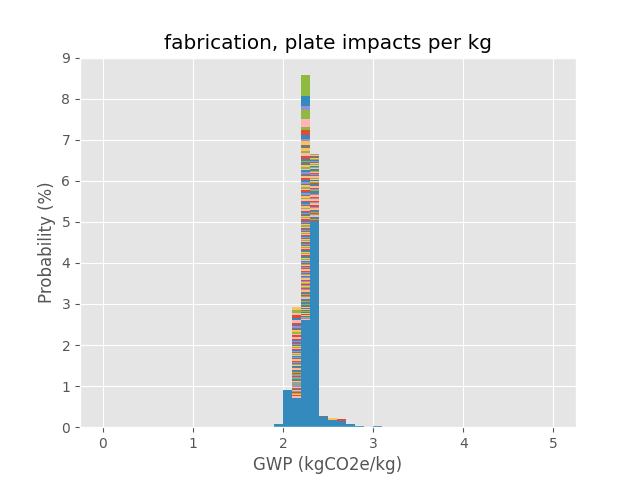 fabrication, plate impacts per kg
9
8
7
6
5
4
3
2
1
0
Probability (%)
0 1 2 3 4 5
GWP (kgCO2e/kg)